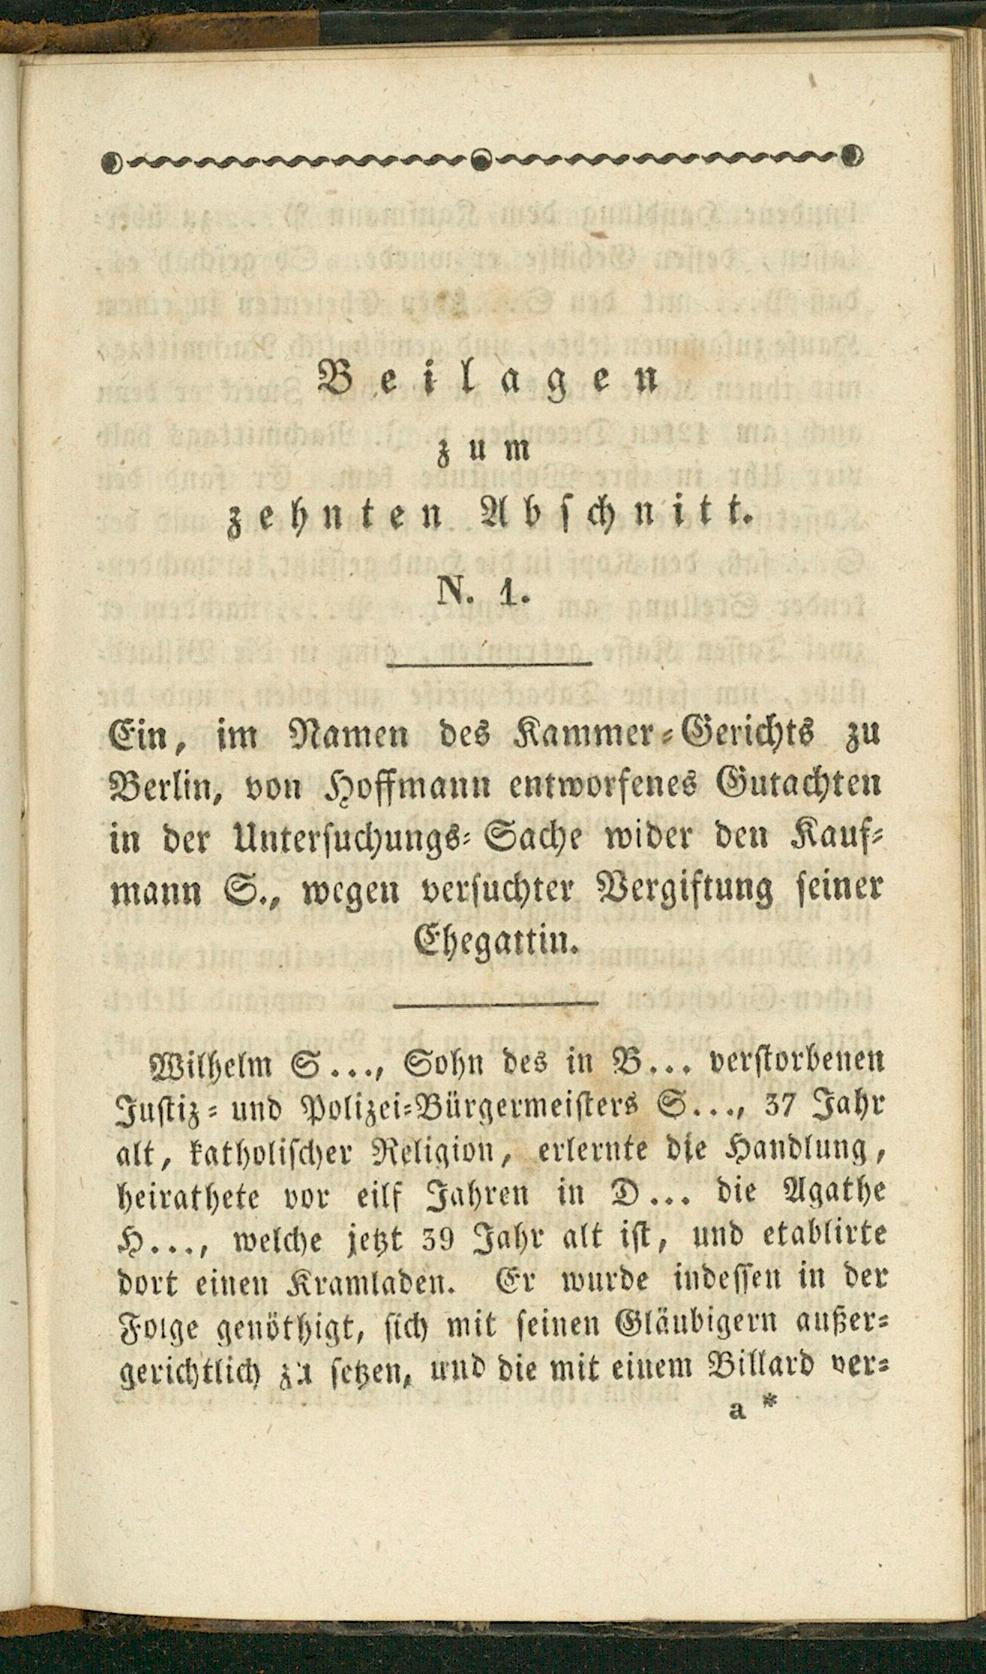 Beilagen
zum
zehnten Abschnitt.
N. 1.
Ein, im Namen des Kammer-Gerichts zu
Berlin, von Hoffmann entworfenes Gutachten
in der Untersuchungs-Sache wider den Kauf-
mann S., wegen versuchter Vergiftung seiner
Ehegattin.
Wilhelm S..., Sohn des in B... verstorbenen
Justiz- und Polizei-Bürgermeisters S..., 37 Jahr
alt, katholischer Religion, erlernte die Handlung,
heirathete vor eilf Jahren in D... die Agathe
H..., welche jetzt 39 Jahr alt ist, und etablirte
dort einen Kramladen. Er wurde indessen in der
Folge genöthigt, sich mit seinen Gläubigern außer-
gerichtlich zu setzen, und die mit einem Billard ver-
a *